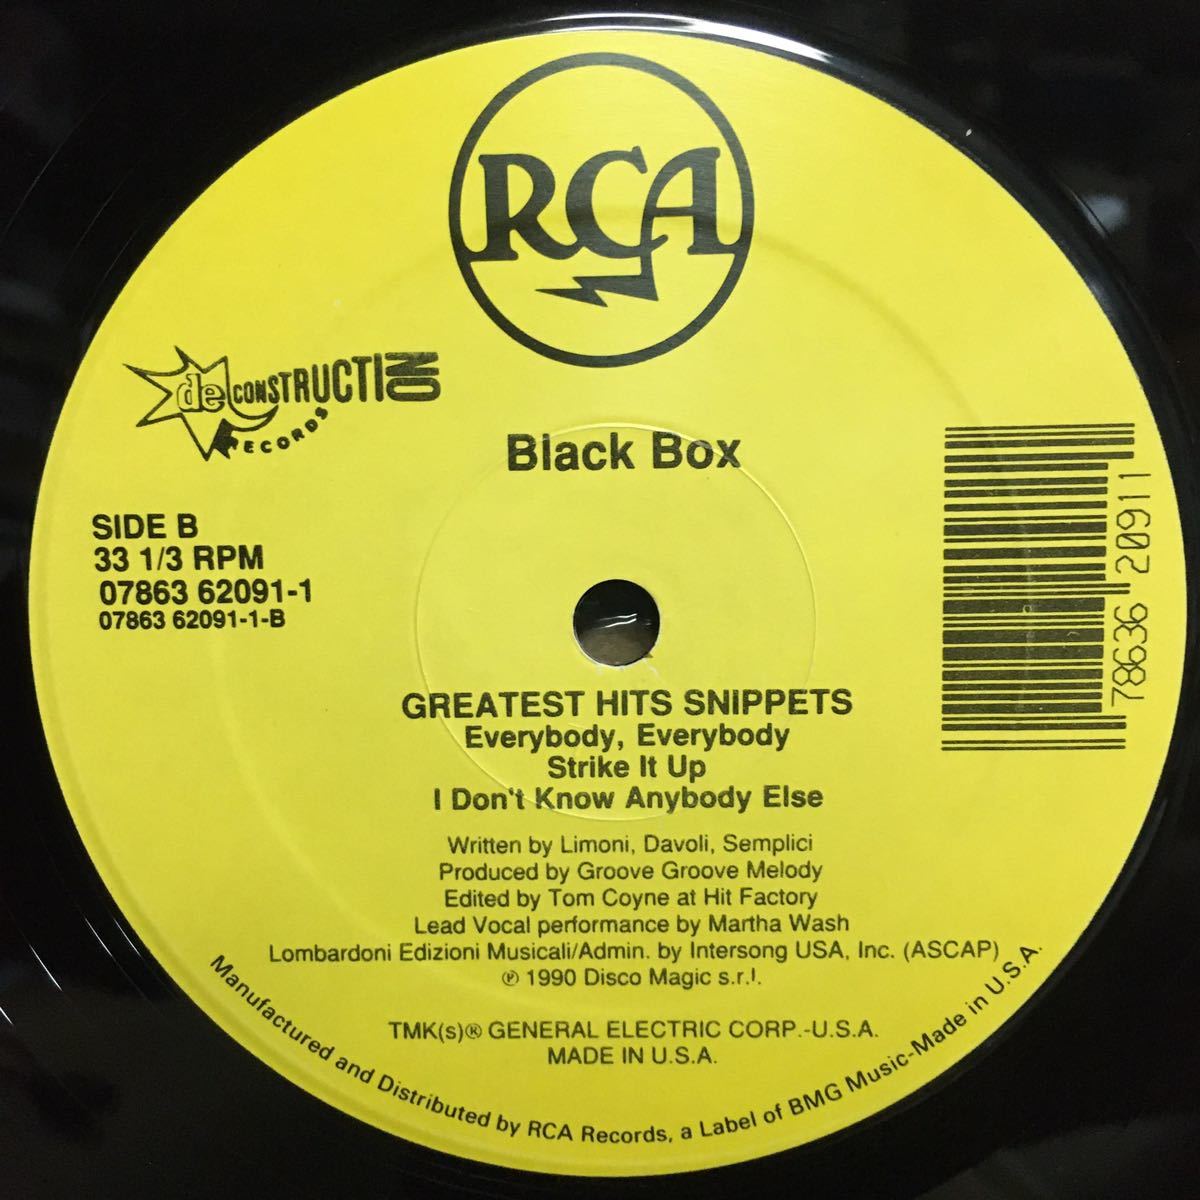 RCA
deCONSTRUCTION
RECORDS
Black Box
SIDE B
33 1/3 RPM
07863 62091-1
07863 62091-1-B
78636 20911
GREATEST HITS SNIPPETS
Everybody, Everybody
Strike It Up
I Don't Know Anybody Else
Written by Limoni, Davoli, Semplici
Produced by Groove Groove Melody
Edited by Tom Coyne at Hit Factory
Lead Vocal performance by Martha Wash
Lombardoni Edizioni Musicali/Admin. by Intersong USA, Inc. (ASCAP)
℗ 1990 Disco Magic s.r.l.
TMK(s)® GENERAL ELECTRIC CORP.-U.S.A.
MADE IN U.S.A.
Manufactured and Distributed by RCA Records, a Label of BMG Music-Made in U.S.A.